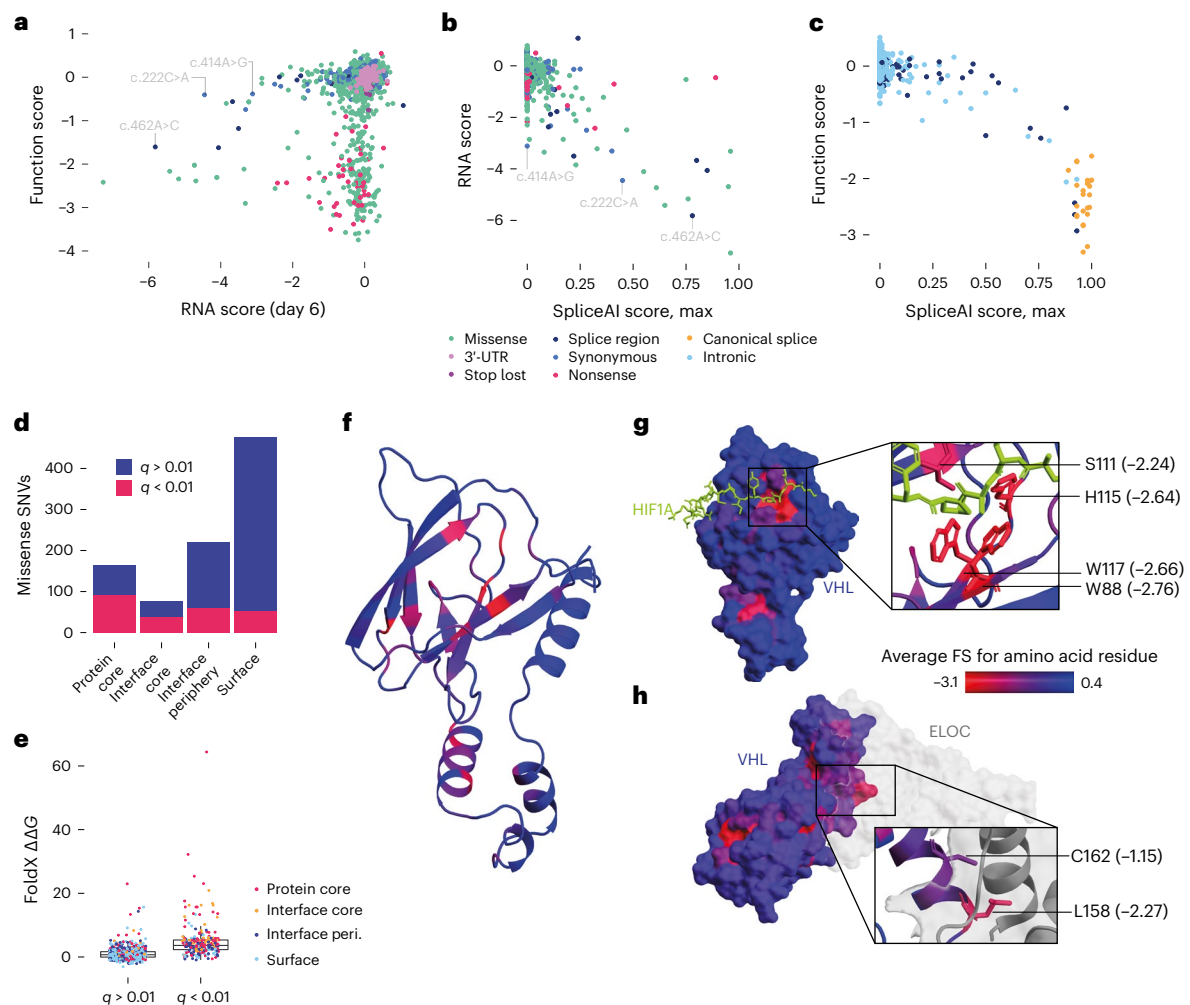 a
Function score
1
0
−1
−2
−3
−4
c.414A>G
c.222C>A
c.462A>C
−6
−4
−2
0
RNA score (day 6)
b
RNA score
0
−2
−4
−6
c.414A>G
c.222C>A
c.462A>C
0
0.25
0.50
0.75
1.00
SpliceAI score, max
c
Function score
0
−1
−2
−3
0
0.25
0.50
0.75
1.00
SpliceAI score, max
Missense
3′-UTR
Stop lost
Splice region
Synonymous
Nonsense
Canonical splice
Intronic
d
Missense SNVs
400
300
200
100
0
q > 0.01
q < 0.01
Protein
core
Interface
core
Interface
periphery
Surface
e
FoldX ΔΔG
60
40
20
0
q > 0.01
q < 0.01
Protein core
Interface core
Interface peri.
Surface
f
g
HIF1A
VHL
S111 (−2.24)
H115 (−2.64)
W117 (−2.66)
W88 (−2.76)
Average FS for amino acid residue
−3.1
0.4
h
VHL
ELOC
C162 (−1.15)
L158 (−2.27)